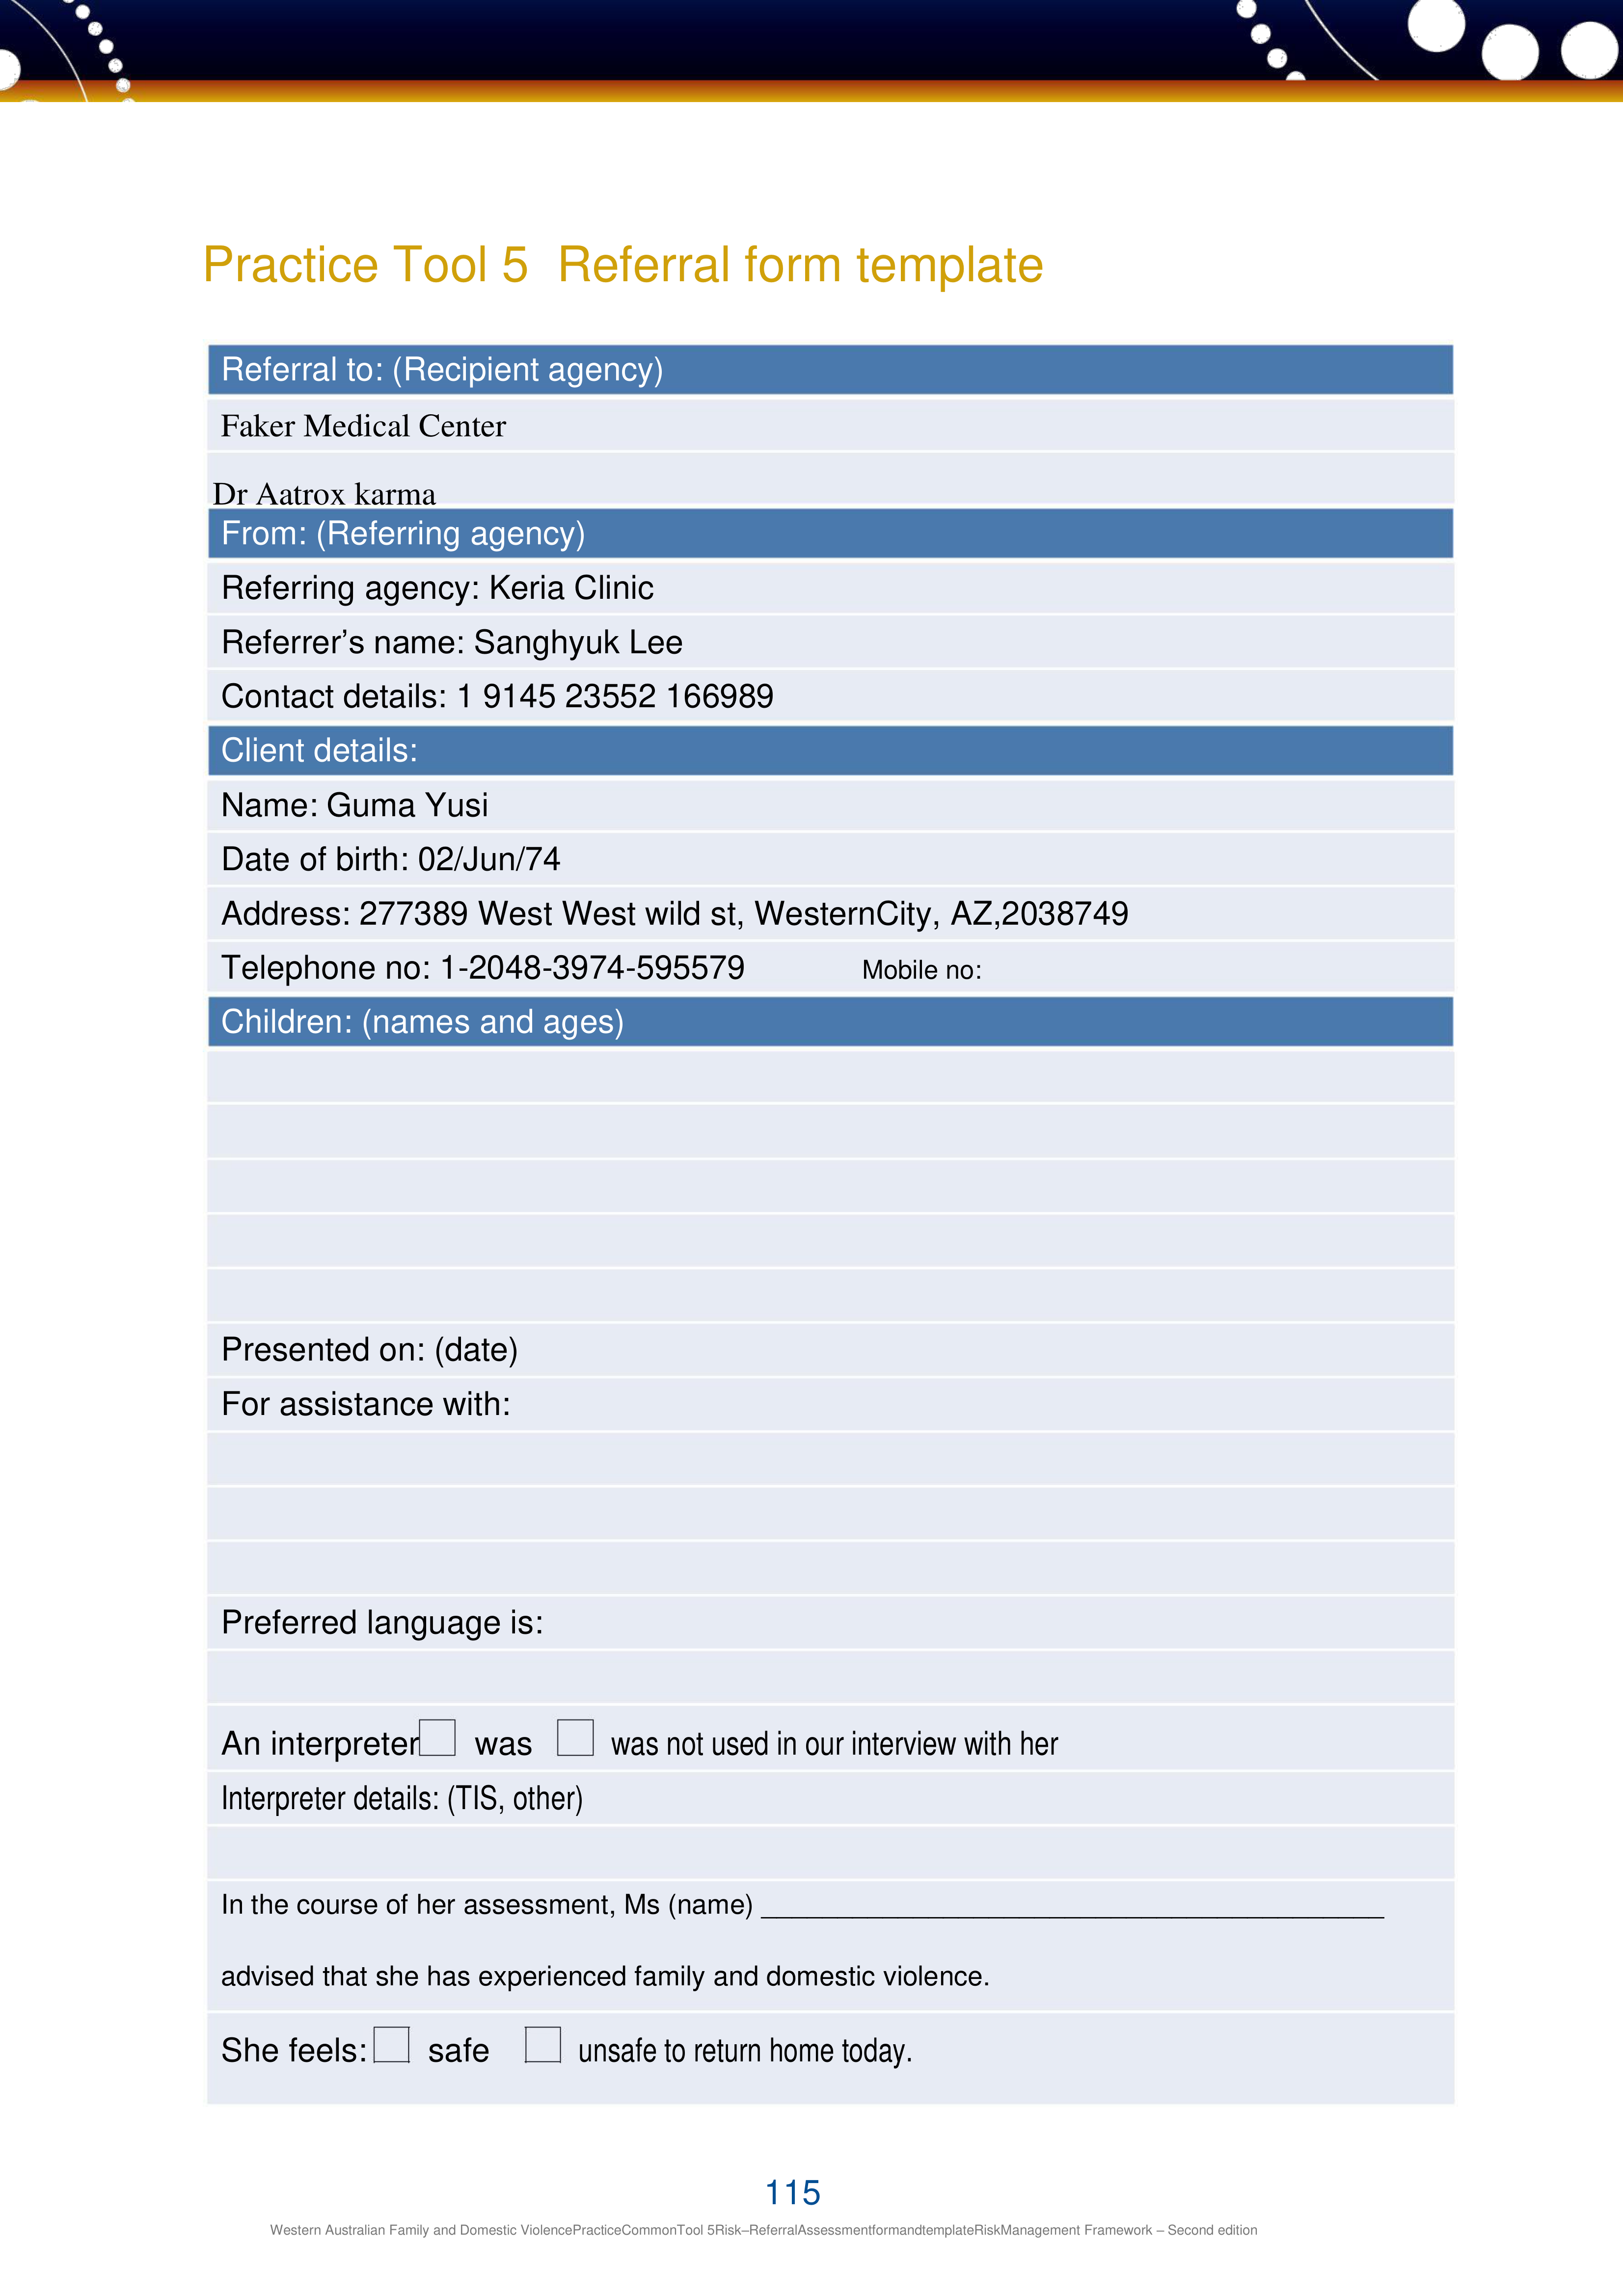 Practice Tool 5 Referral form template
Referral to: (Recipient agency)
Faker Medical Center
Dr Aatrox karma
From: (Referring agency)
Referring agency: Keria Clinic
Referrer’s name: Sanghyuk Lee
Contact details: 1 9145 23552 166989
Client details:
Name: Guma Yusi
Date of birth: 02/Jun/74
Address: 277389 West West wild st, WesternCity, AZ,2038749
Telephone no: 1-2048-3974-595579 Mobile no:
Children: (names and ages)
Presented on: (date)
For assistance with:
Preferred language is:
An interpreter was was not used in our interview with her
Interpreter details: (TIS, other)
In the course of her assessment, Ms (name) ___
advised that she has experienced family and domestic violence.
She feels: safe unsafe to return home today.
115
Western Australian Family and Domestic ViolencePracticeCommonTool 5Risk–ReferralAssessmentformandtemplateRiskManagement Framework – Second edition